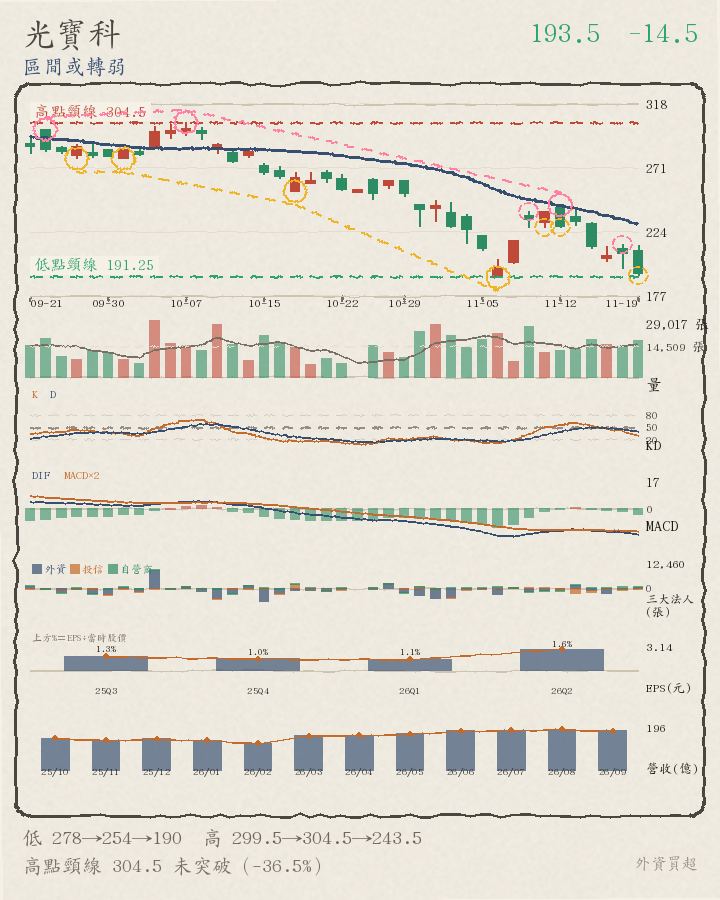 光寶科
193.5 -14.5
區間或轉弱
高點頸線 304.5
318
271
224
低點頸線 191.25
177
09-21 09-30 10-07 10-15 10-22 10-29 11-05 11-12 11-19
29,017 張
14,509 張
量
K D
80
50
20
KD
DIF MACD×2
17
0
MACD
12,460
外資 投信 自營商
0
三大法人
(張)
上方%=EPS÷當時股價
1.3% 1.0% 1.1% 1.6%
3.14
25Q3 25Q4 26Q1 26Q2
EPS(元)
196
營收(億)
25/10 25/11 25/12 26/01 26/02 26/03 26/04 26/05 26/06 26/07 26/08 26/09
低 278→254→190 高 299.5→304.5→243.5
高點頸線 304.5 未突破 (-36.5%)
外資買超